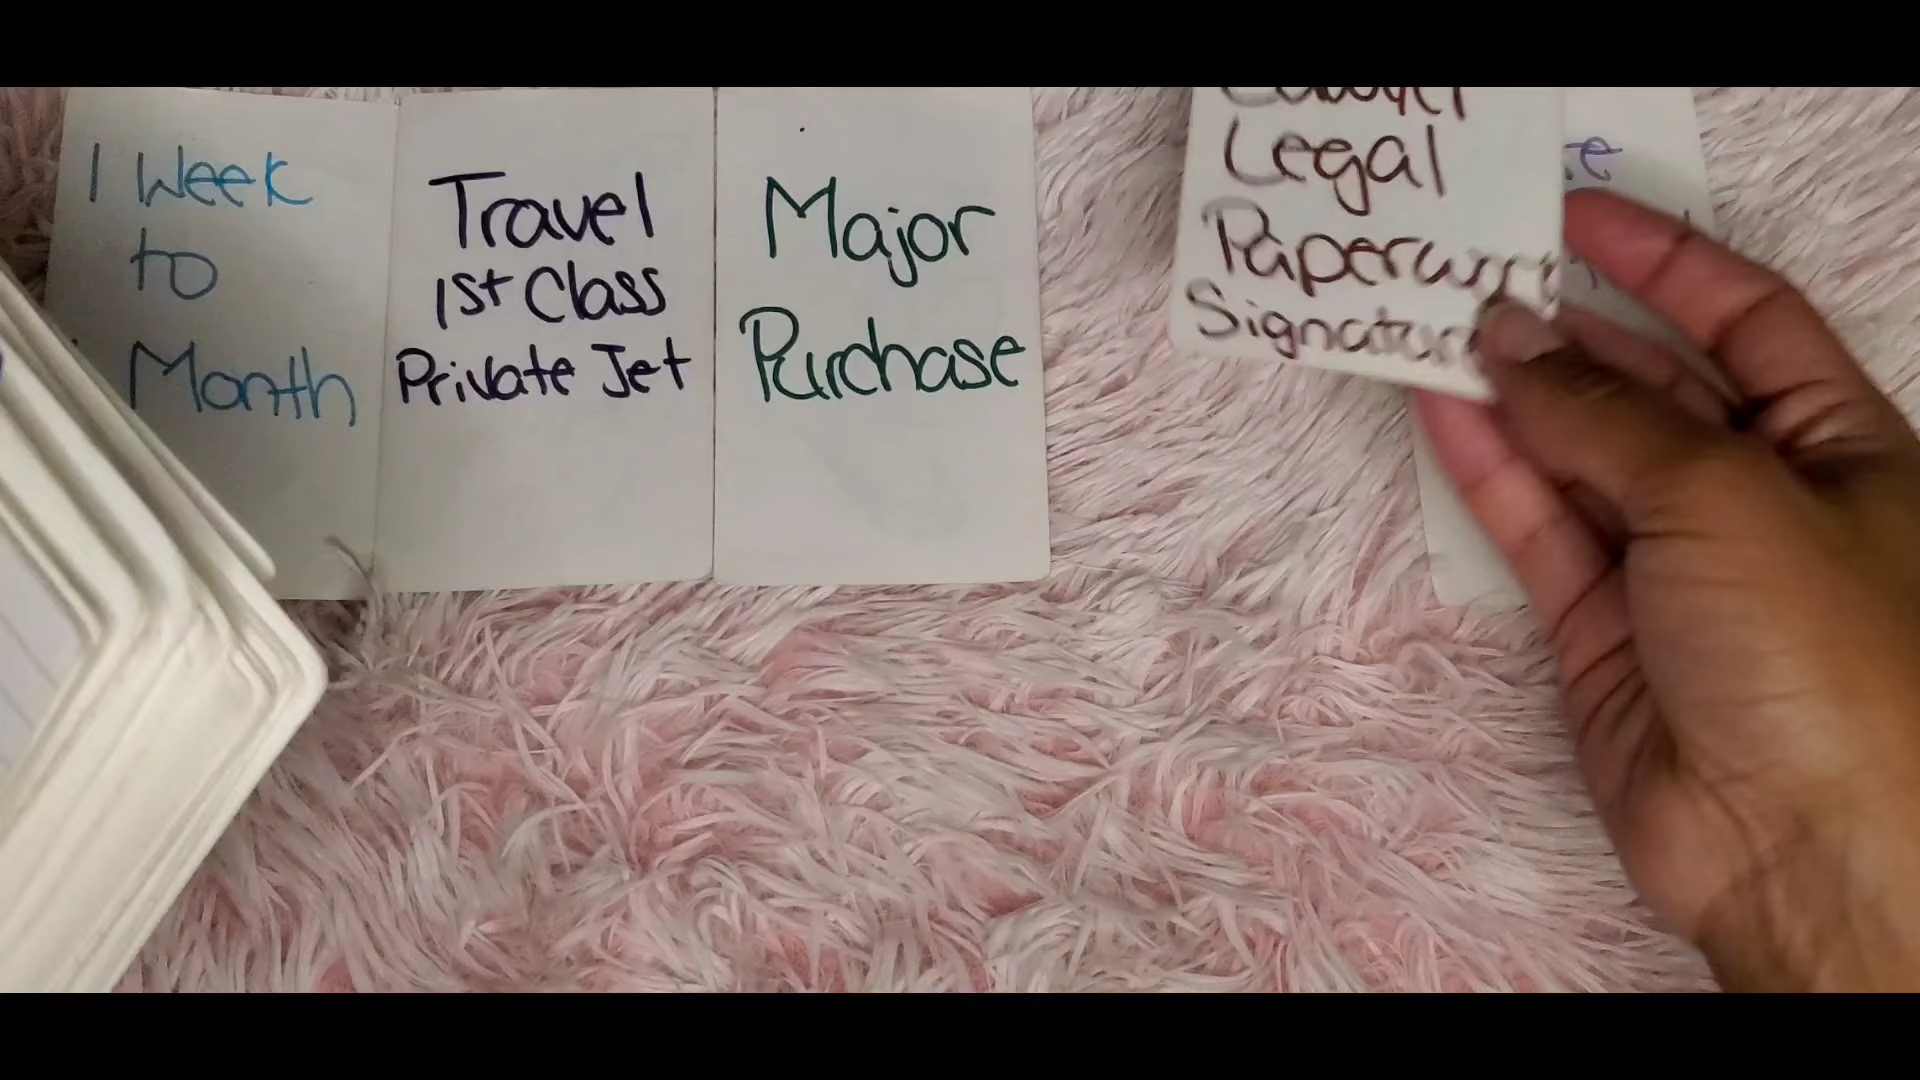 1 Week
to
Month
Travel
1st Class
Private Jet
Major
Purchase
Legal
Paperwork